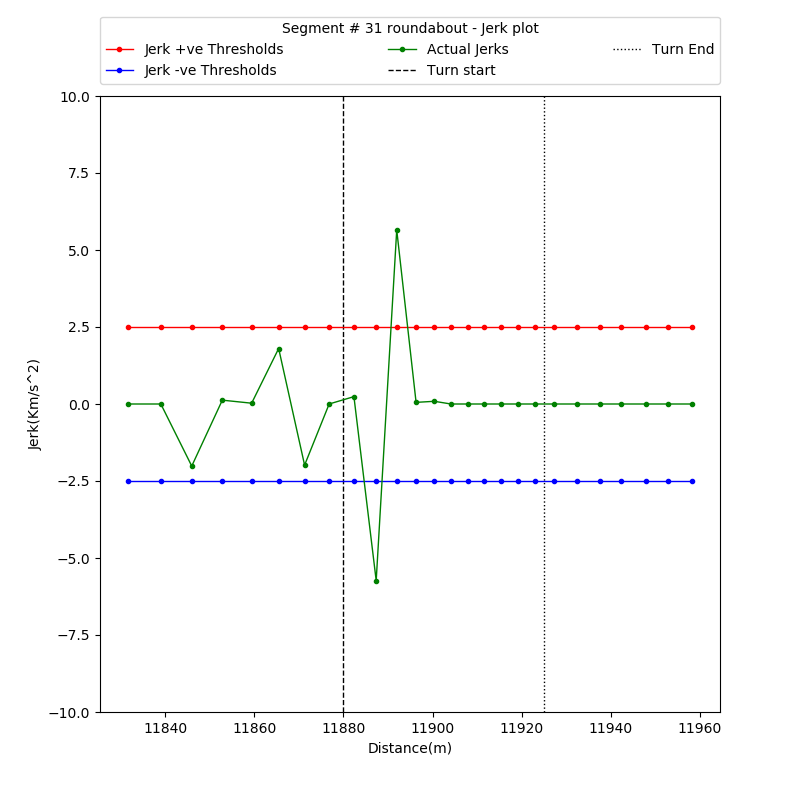 Segment # 31 roundabout - Jerk plot
Jerk +ve Thresholds
Actual Jerks
Turn End
Jerk -ve Thresholds
Turn start
10.0
7.5
5.0
2.5
0.0
−2.5
−5.0
−7.5
−10.0
Jerk(Km/s^2)
11840 11860 11880 11900 11920 11940 11960
Distance(m)